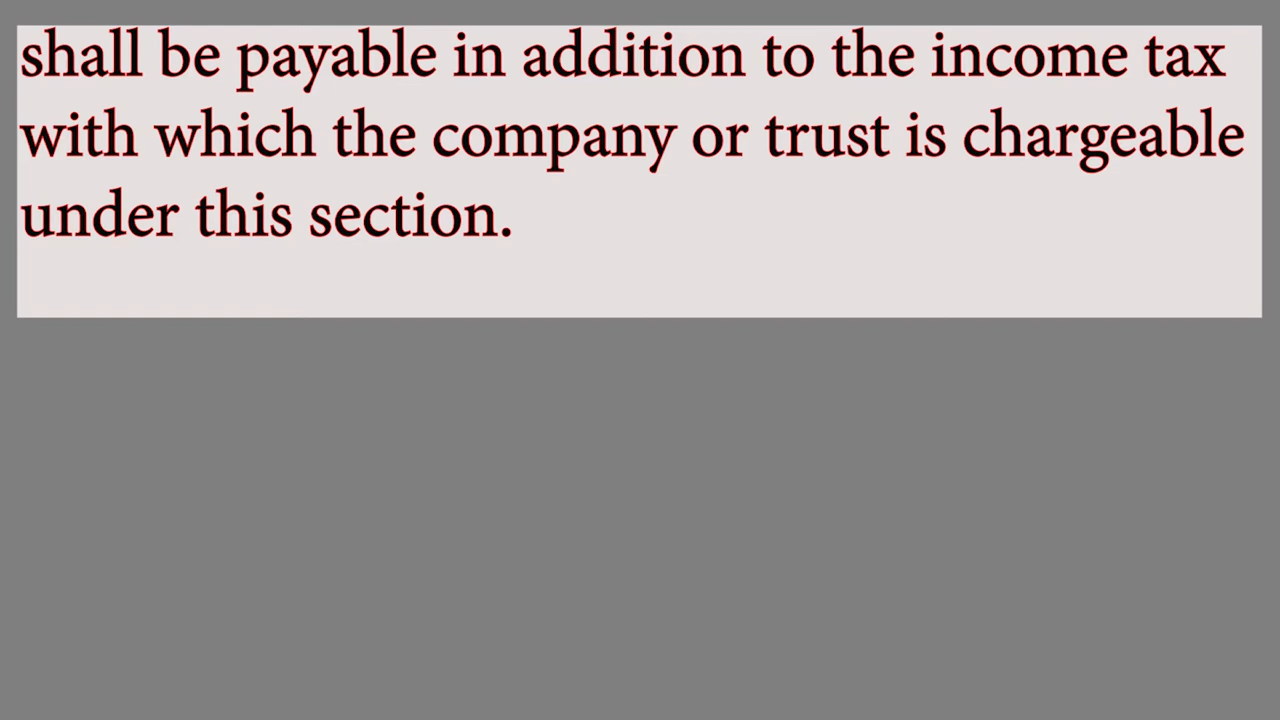 shall be payable in addition to the income tax
with which the company or trust is chargeable
under this section.